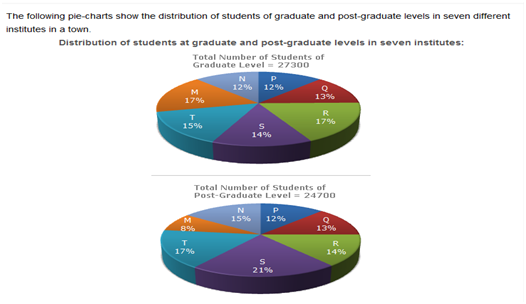 The following pie-charts show the distribution of students of graduate and post-graduate levels in seven different
institutes in a town.
Distribution of students at graduate and post-graduate levels in seven institutes:
Total Number of Students of
Graduate Level = 27300
N
12%
P
12%
Q
13%
M
17%
R
17%
T
15%
S
14%
Total Number of Students of
Post-Graduate Level = 24700
N
15%
P
12%
Q
13%
M
8%
R
14%
T
17%
S
21%